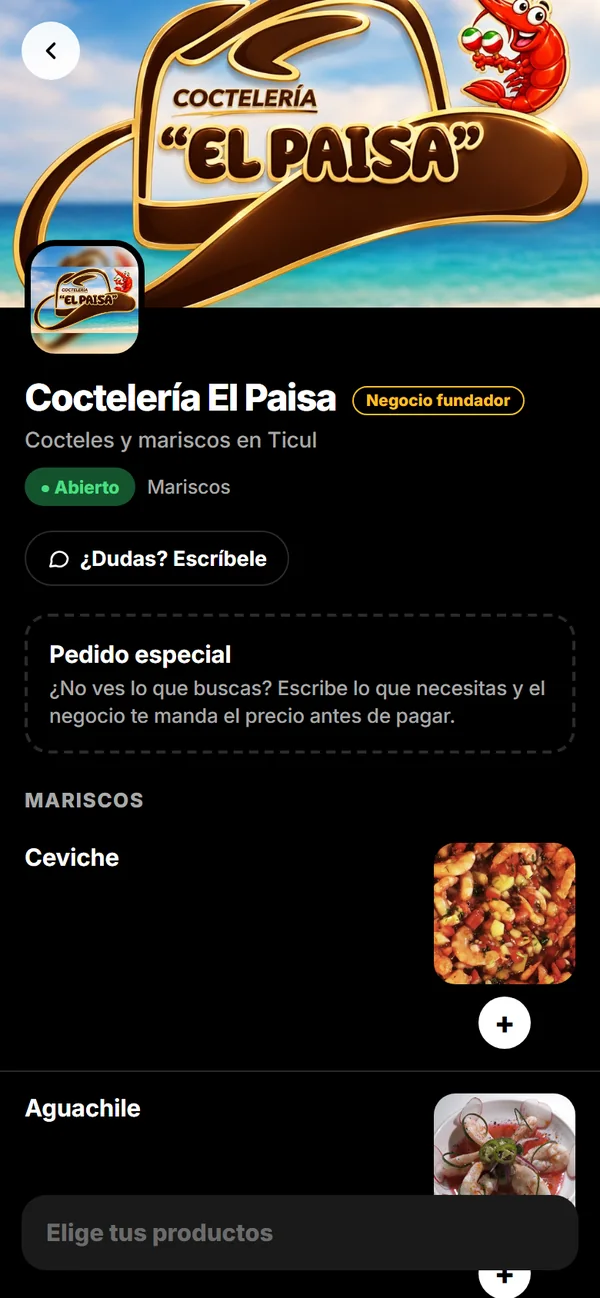 COCTELERÍA
“EL PAISA”
COCTELERÍA
“EL PAISA”
Coctelería El Paisa
Negocio fundador
Cocteles y mariscos en Ticul
• Abierto
Mariscos
¿Dudas? Escríbele
Pedido especial
¿No ves lo que buscas? Escribe lo que necesitas y el
negocio te manda el precio antes de pagar.
MARISCOS
Ceviche
+
Aguachile
Elige tus productos
+